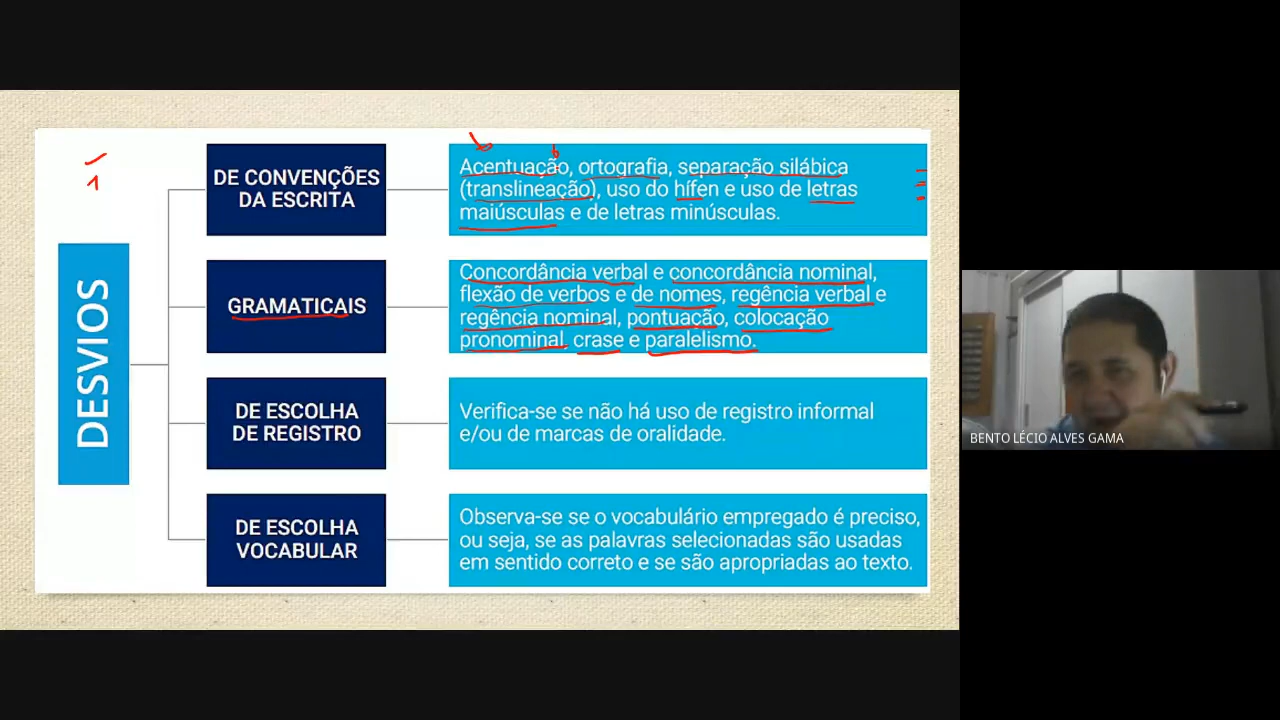 DESVIOS
DE CONVENÇÕES
DA ESCRITA
Acentuação, ortografia, separação silábica
(translineação), uso do hífen e uso de letras
maiúsculas e de letras minúsculas.
GRAMATICAIS
Concordância verbal e concordância nominal,
flexão de verbos e de nomes, regência verbal e
regência nominal, pontuação, colocação
pronominal, crase e paralelismo.
DE ESCOLHA
DE REGISTRO
Verifica-se se não há uso de registro informal
e/ou de marcas de oralidade.
DE ESCOLHA
VOCABULAR
Observa-se se o vocabulário empregado é preciso,
ou seja, se as palavras selecionadas são usadas
em sentido correto e se são apropriadas ao texto.
BENTO LÉCIO ALVES GAMA